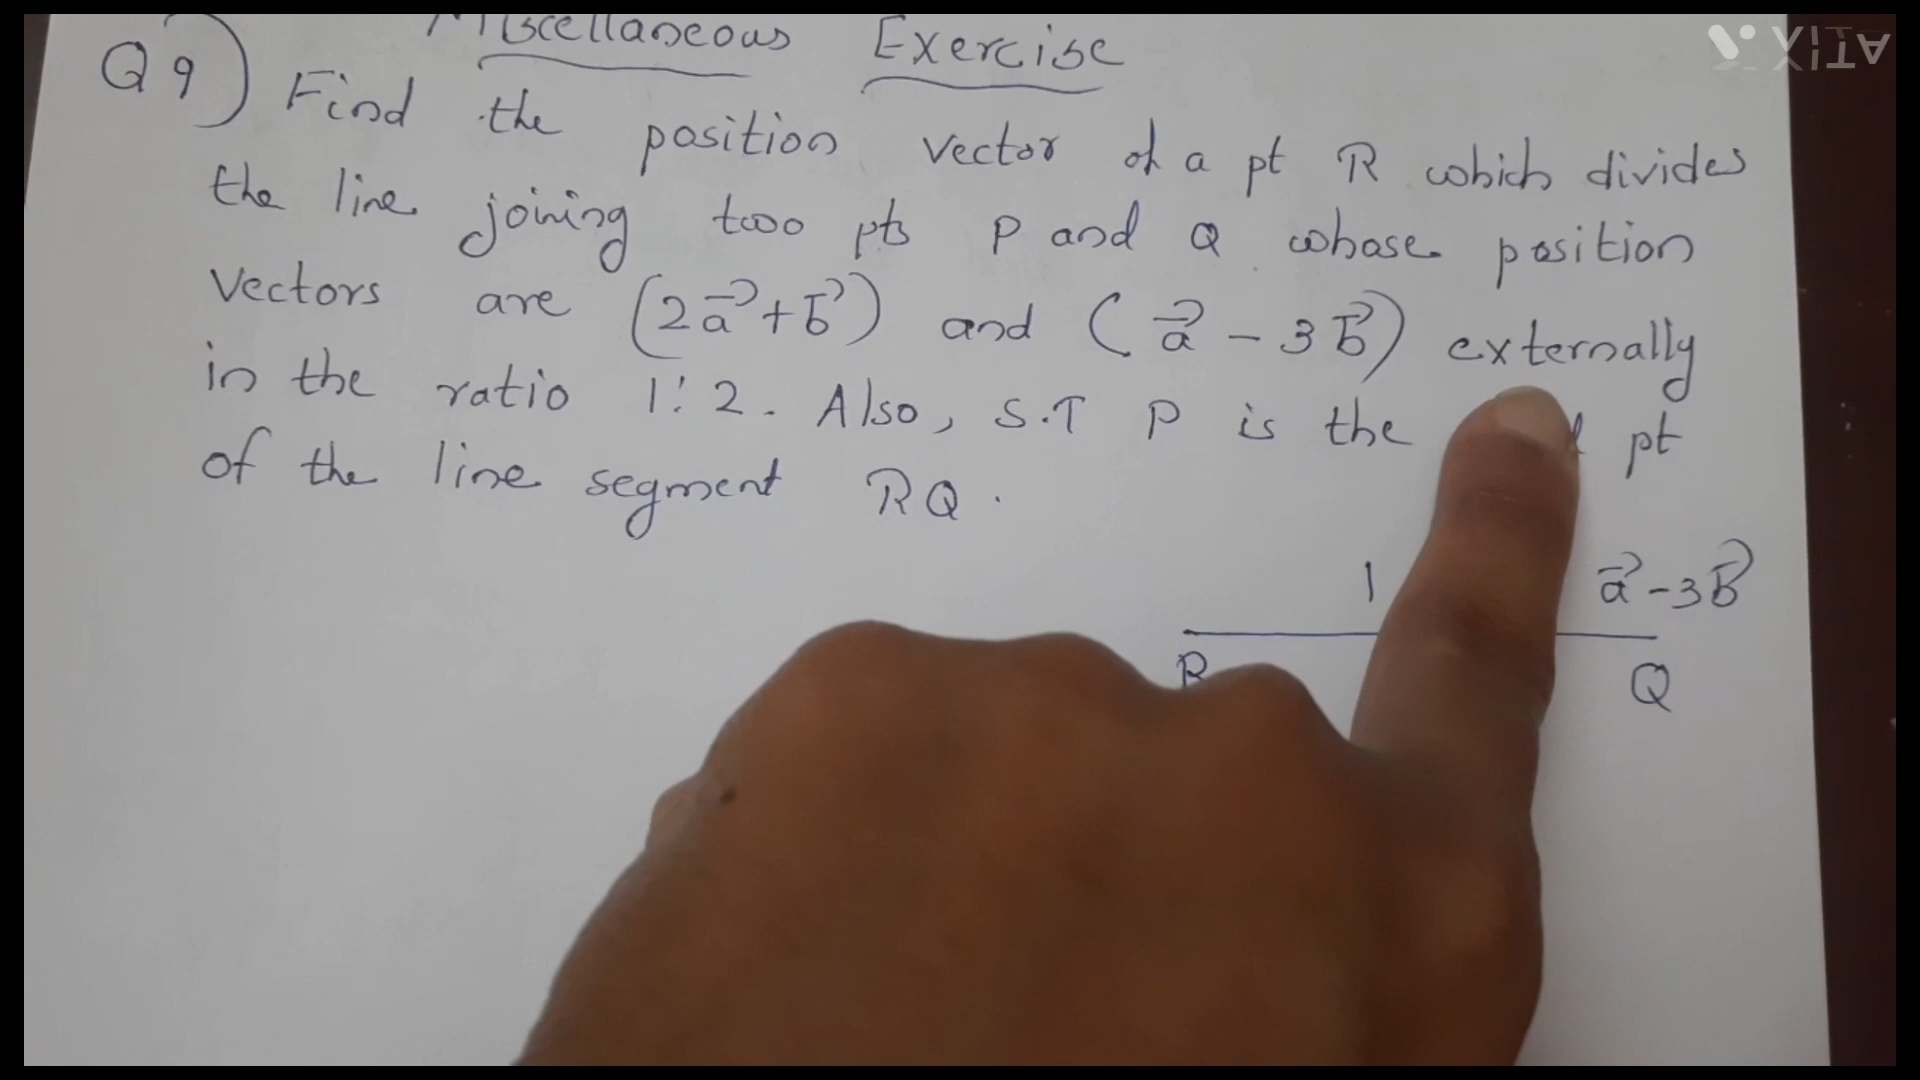 Miscellaneous Exercise
Q9) Find the position vector of a pt R which divides
the line joining two pts P and Q whose position
vectors are (2a⃗+b⃗) and (a⃗ - 3b⃗) externally
in the ratio 1:2. Also, S.T P is the pt
of the line segment RQ.
1 a⃗-3b⃗
R Q
VITA